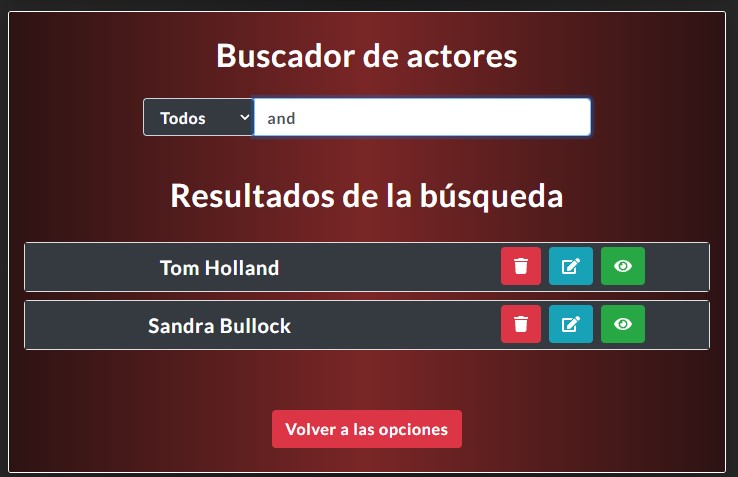 Buscador de actores
Todos and
Resultados de la búsqueda
Tom Holland
Sandra Bullock
Volver a las opciones